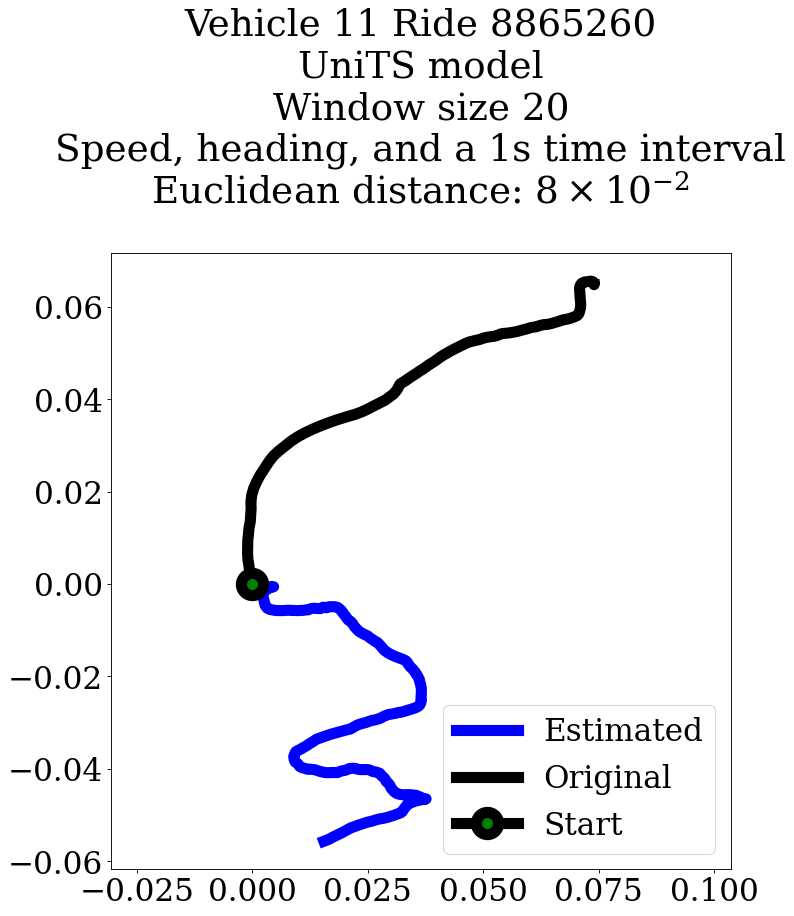 Vehicle 11 Ride 8865260
UniTS model
Window size 20
Speed, heading, and a 1s time interval
Euclidean distance: 8 × 10⁻²
0.06
0.04
0.02
0.00
−0.02
−0.04
−0.06
Estimated
Original
Start
−0.025 0.000 0.025 0.050 0.075 0.100